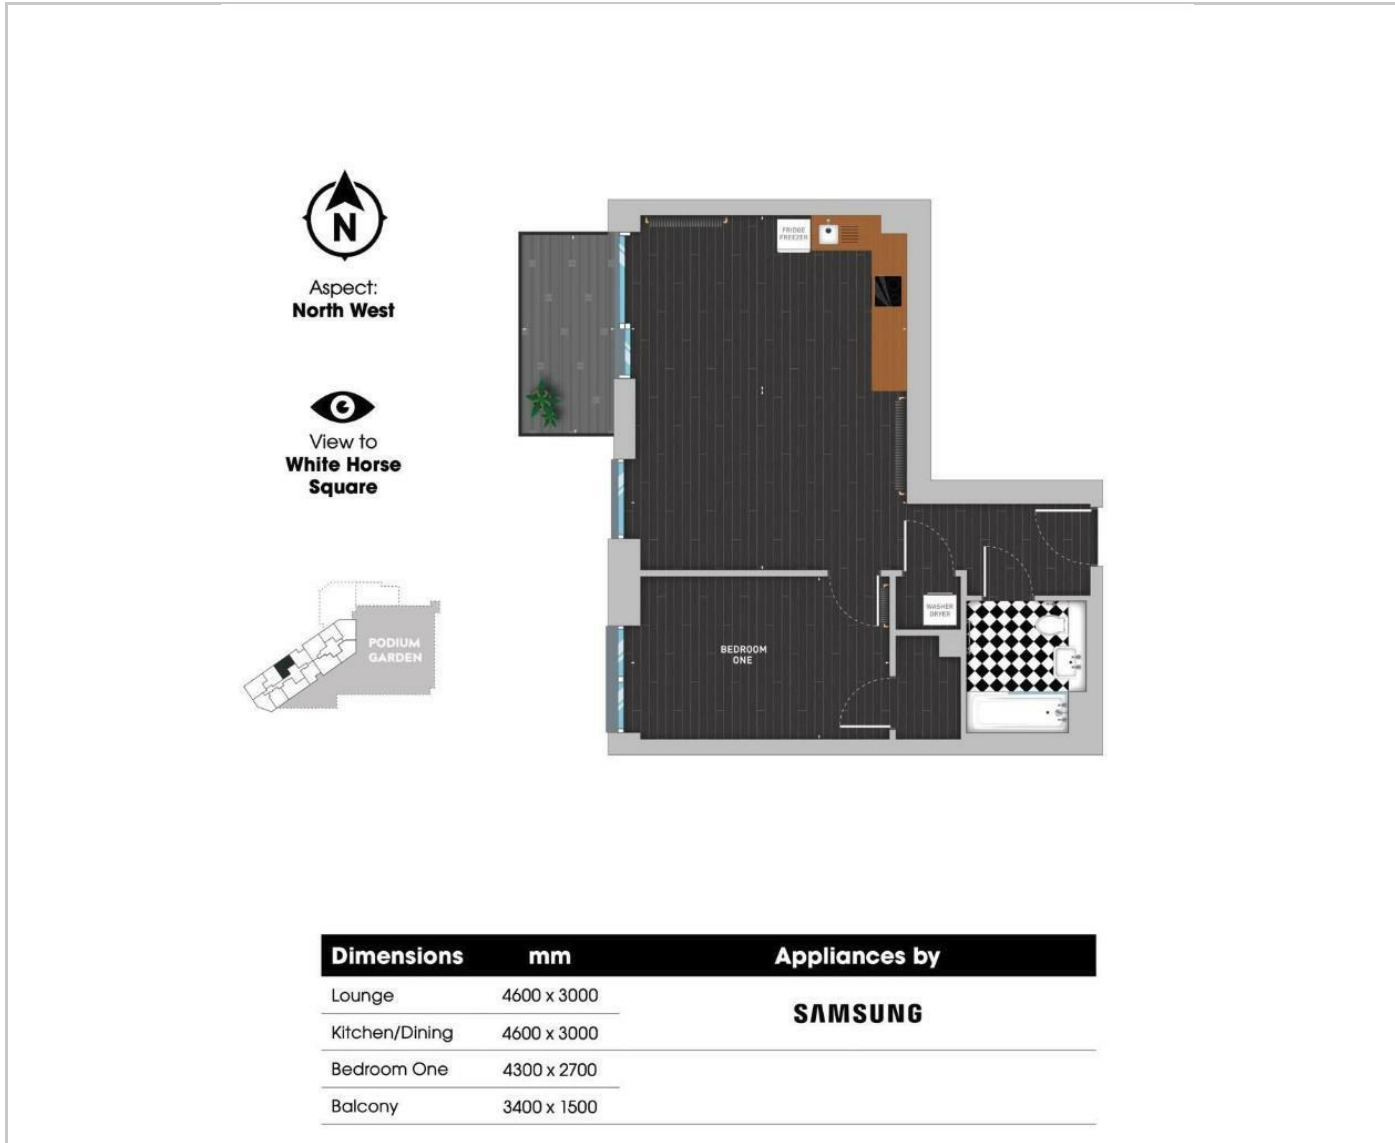 N
Aspect:
North West
View to
White Horse
Square
PODIUM
GARDEN
FRIDGE
FREEZER
WASHER
DRYER
BEDROOM
ONE
Dimensions mm Appliances by
Lounge 4600 x 3000
SAMSUNG
Kitchen/Dining 4600 x 3000
Bedroom One 4300 x 2700
Balcony 3400 x 1500